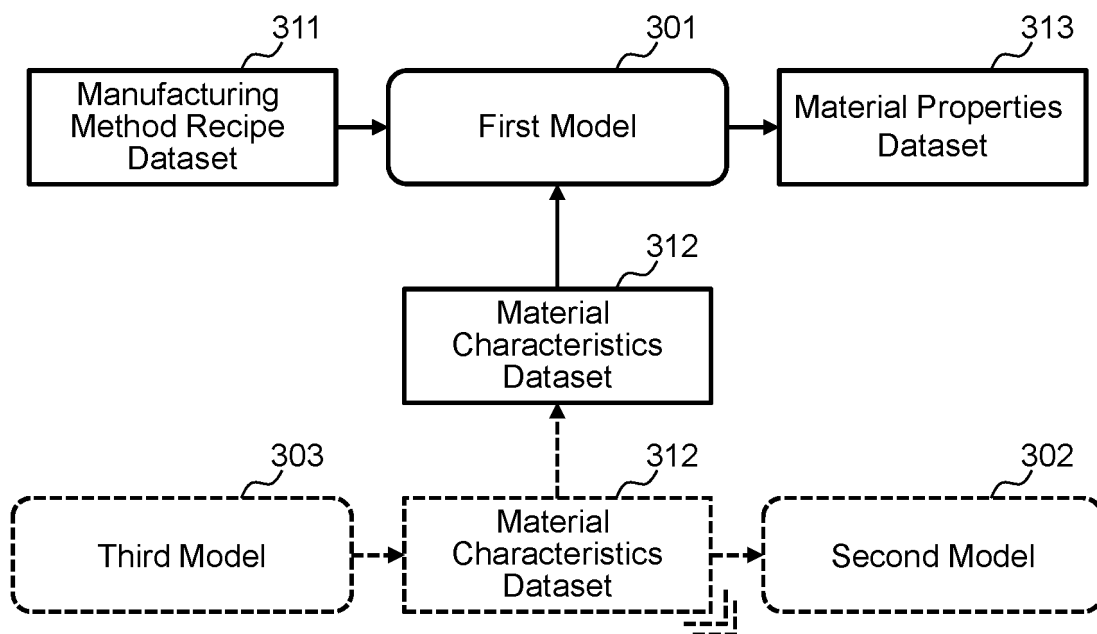 311
301
313
Manufacturing
Method Recipe
Dataset
First Model
Material Properties
Dataset
312
Material
Characteristics
Dataset
303
312
302
Third Model
Material
Characteristics
Dataset
Second Model